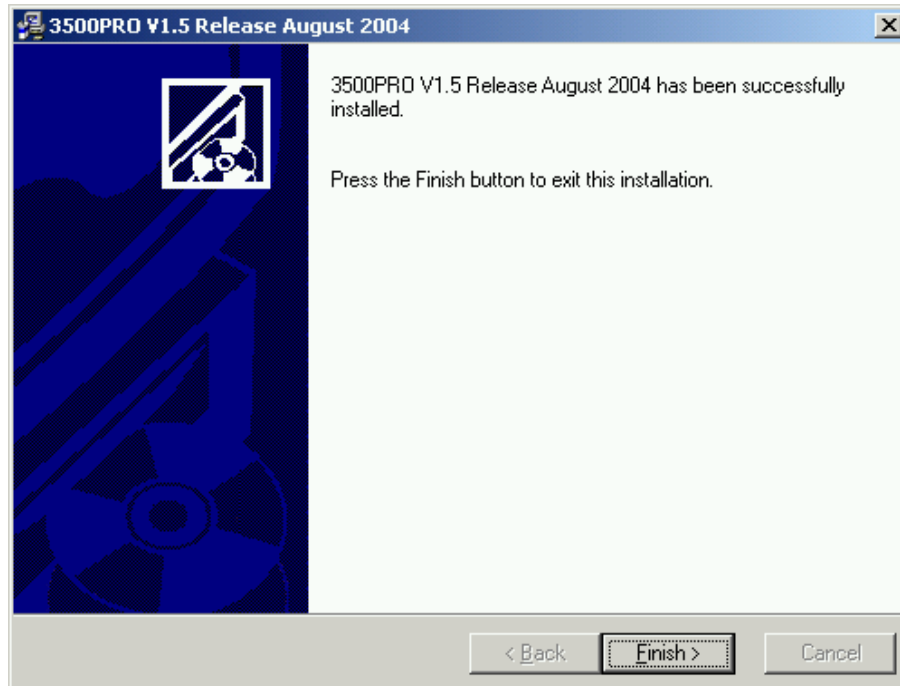 3500PRO V1.5 Release August 2004
3500PRO V1.5 Release August 2004 has been successfully
installed.
Press the Finish button to exit this installation.
< Back
Finish >
Cancel